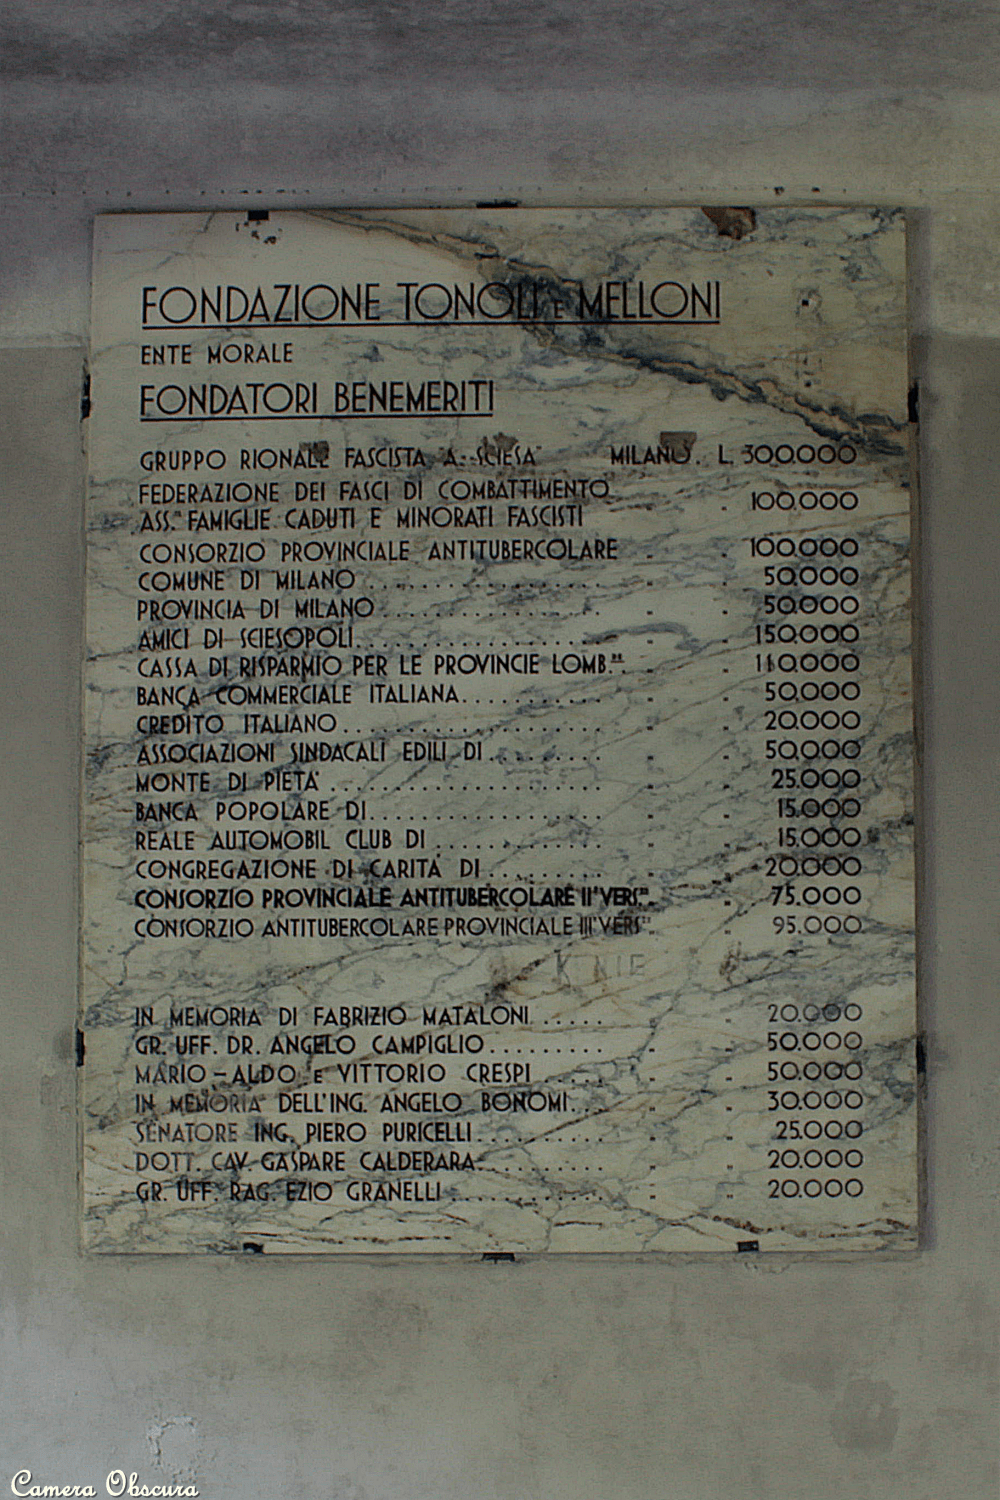 FONDAZIONE TONOLI E MELLONI
ENTE MORALE
FONDATORI BENEMERITI
GRUPPO RIONALE FASCISTA "A. SCIESA" MILANO. L. 300.000
FEDERAZIONE DEI FASCI DI COMBATTIMENTO
ASS.NE FAMIGLIE CADUTI E MINORATI FASCISTI " . 100.000
CONSORZIO PROVINCIALE ANTITUBERCOLARE " " 100.000
COMUNE DI MILANO .................. " " 50.000
PROVINCIA DI MILANO ................. " " 50.000
AMICI DI SCIESOPOLI................... " " 150.000
CASSA DI RISPARMIO PER LE PROVINCIE LOMB.RE. " " 110.000
BANCA COMMERCIALE ITALIANA........... " " 50.000
CREDITO ITALIANO.................... " " 20.000
ASSOCIAZIONI SINDACALI EDILI DI......... " " 50.000
MONTE DI PIETA' ..................... " " 25.000
BANCA POPOLARE DI.................. " " 15.000
REALE AUTOMOBIL CLUB DI ............. " " 15.000
CONGREGAZIONE DI CARITA' DI ......... " " 20.000
CONSORZIO PROVINCIALE ANTITUBERCOLARE II° VERS.TO. " 75.000
CONSORZIO ANTITUBERCOLARE PROVINCIALE III° VERS.TO. " 95.000
IN MEMORIA DI FABRIZIO MATALONI...... " " 20.000
GR. UFF. DR. ANGELO CAMPIGLIO......... " " 50.000
MARIO - ALDO E VITTORIO CRESPI ..... " " 50.000
IN MEMORIA DELL'ING. ANGELO BONOMI... " " 30.000
SENATORE ING. PIERO PURICELLI.......... " " 25.000
DOTT. CAV. GASPARE CALDERARA.......... " " 20.000
GR. UFF. RAG. EZIO GRANELLI............ " " 20.000
Camera Obscura